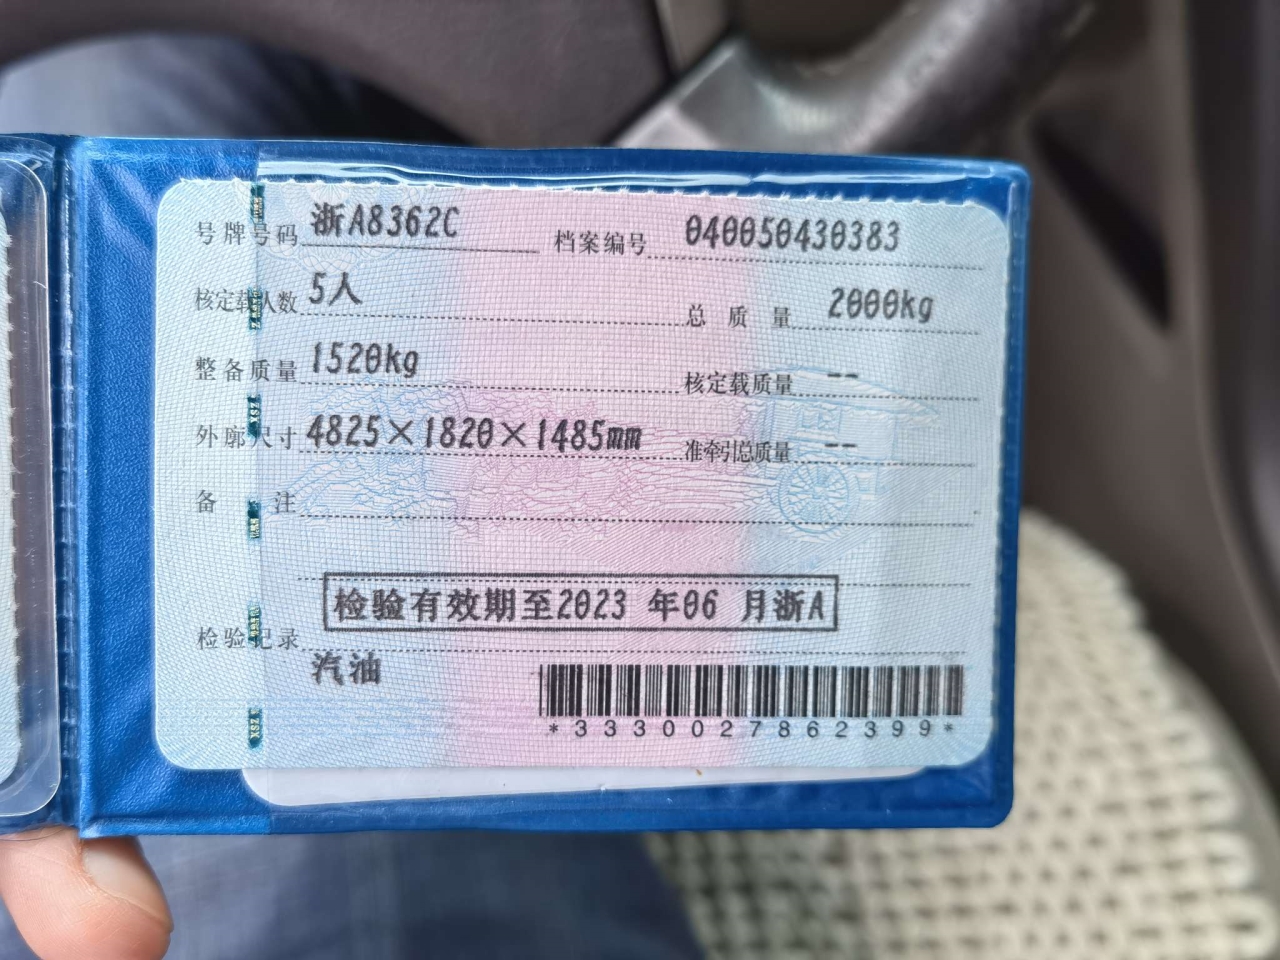 号牌号码 浙A8362C 档案编号 040050430383
核定载人数 5人 总质量 2000kg
整备质量 1520kg 核定载质量 --
外廓尺寸 4825×1820×1485mm 准牵引总质量 --
备注
检验有效期至2023 年06 月浙A
检验记录
汽油
*3330027862399*